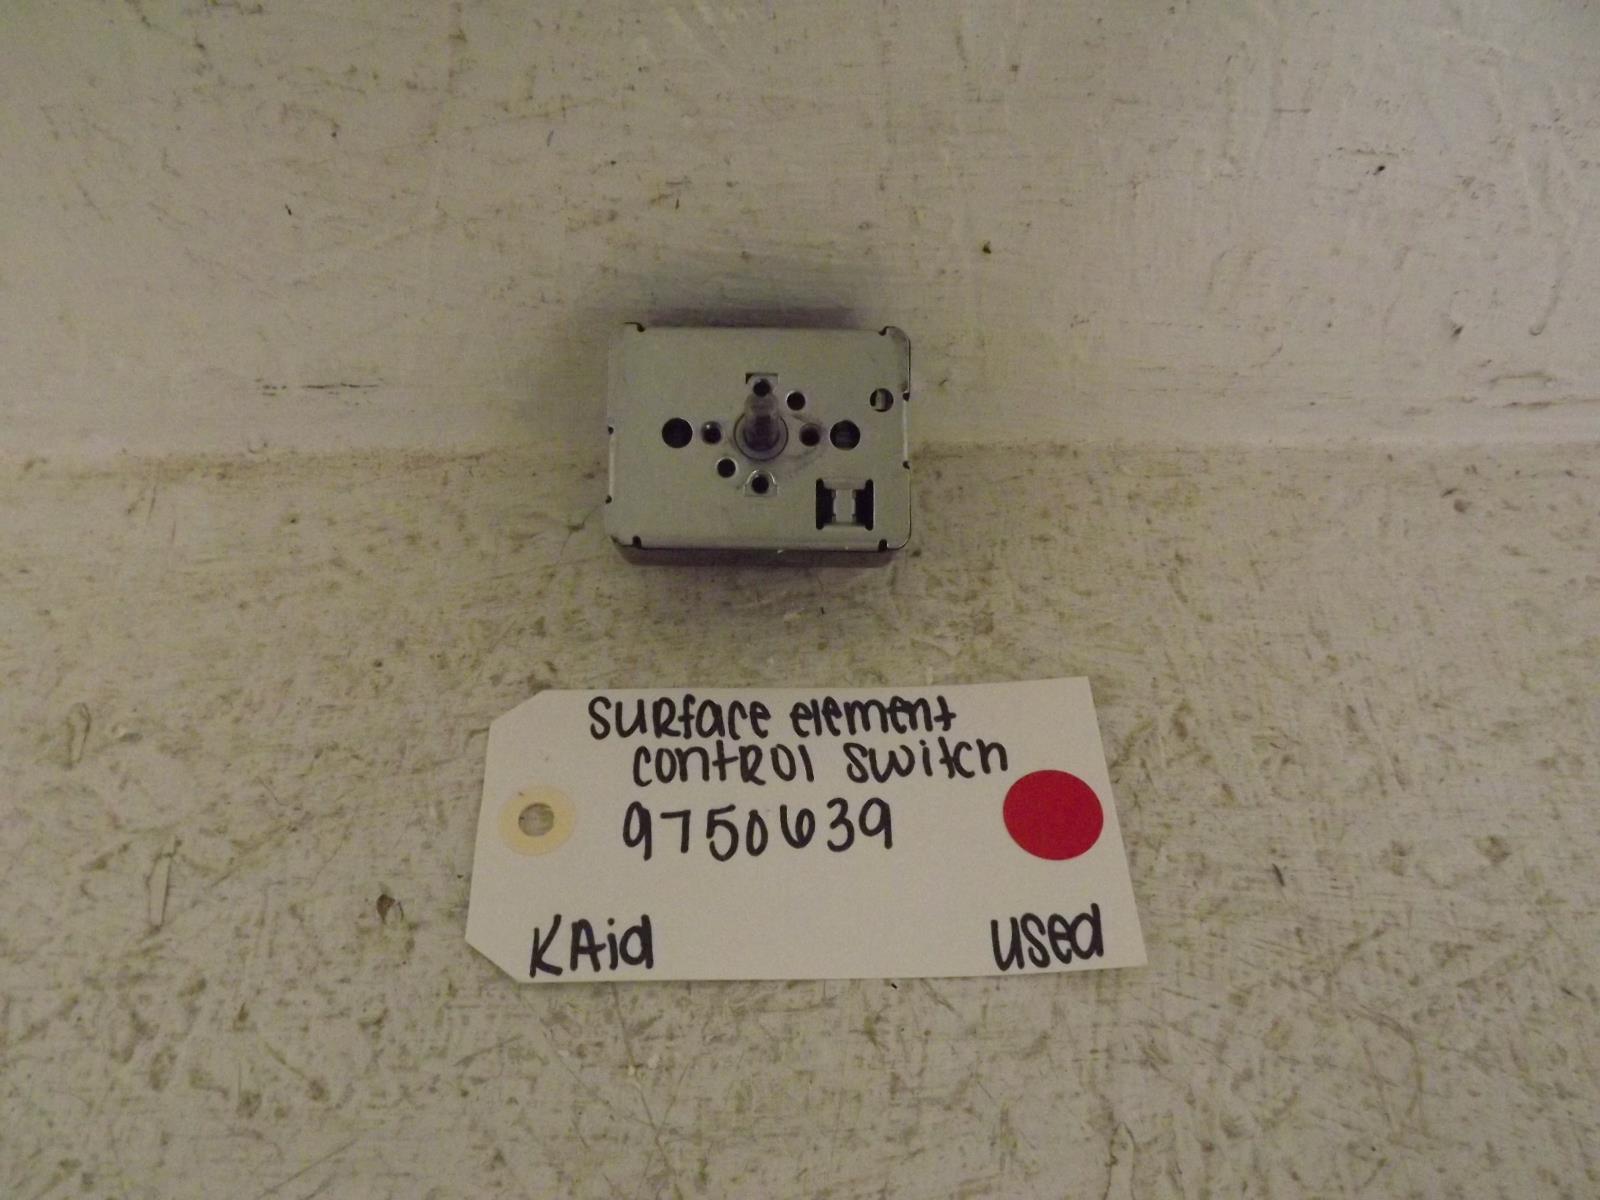 SURface element
contROl switch
9750639
KAid
used